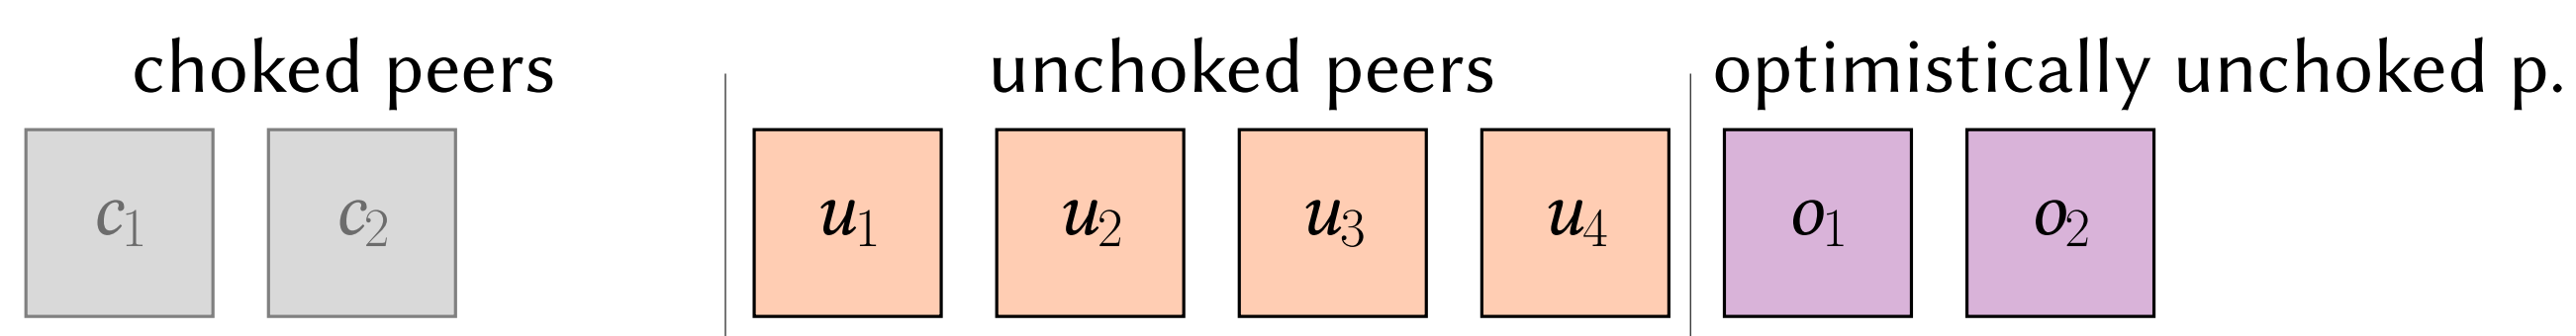 choked peers unchoked peers optimistically unchoked p.
c₁ c₂ u₁ u₂ u₃ u₄ o₁ o₂